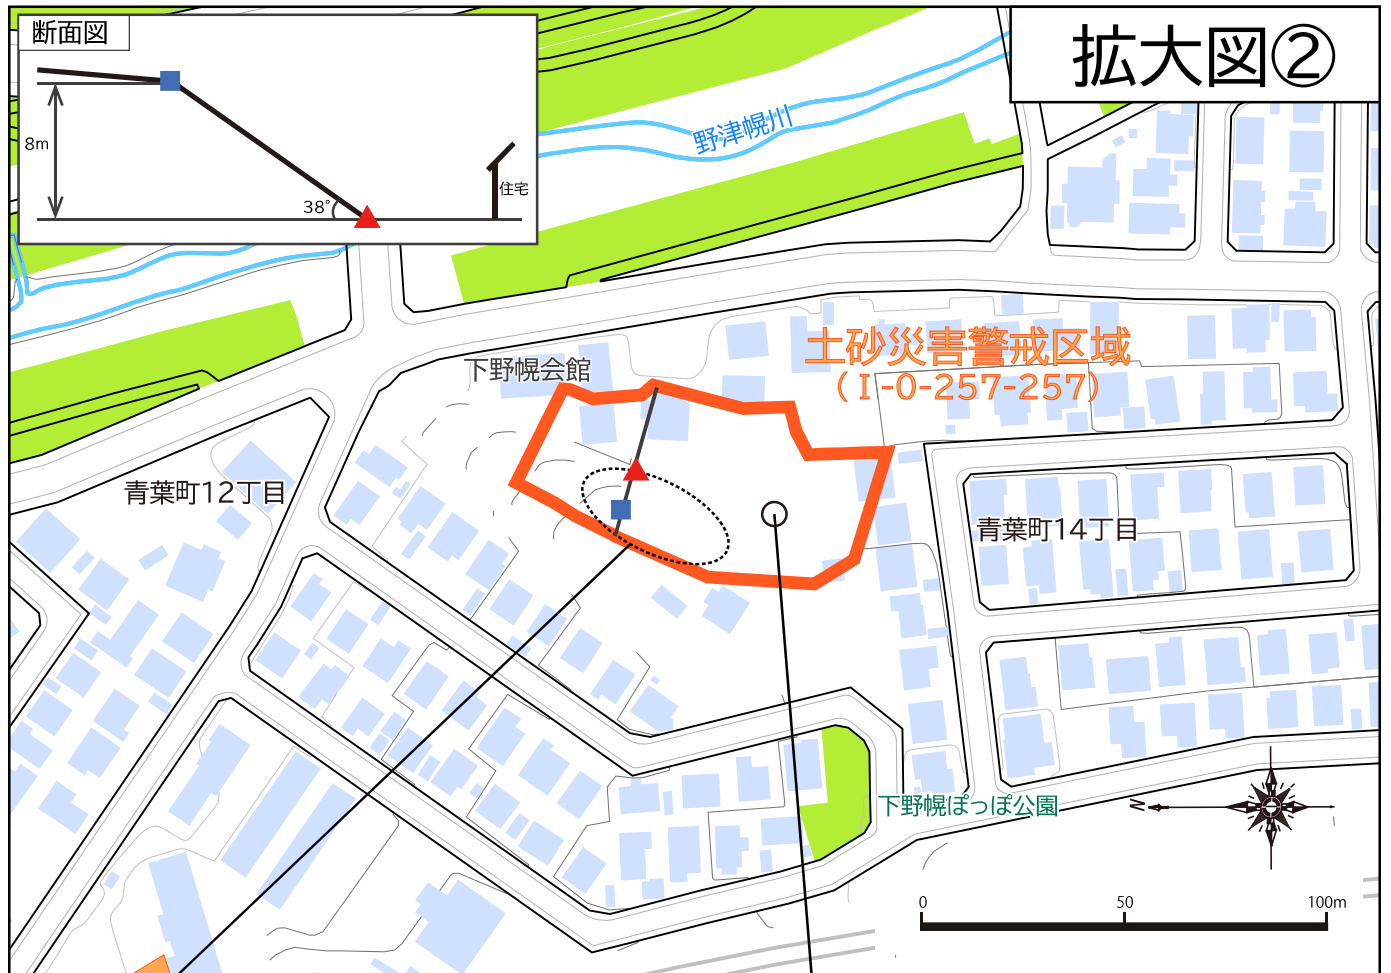 断面図
拡大図②
8m
38°
住宅
野津幌川
土砂災害警戒区域
(Ⅰ-0-257-257)
下野幌会館
青葉町12丁目
青葉町14丁目
下野幌ぽっぽ公園
N
0 50 100m